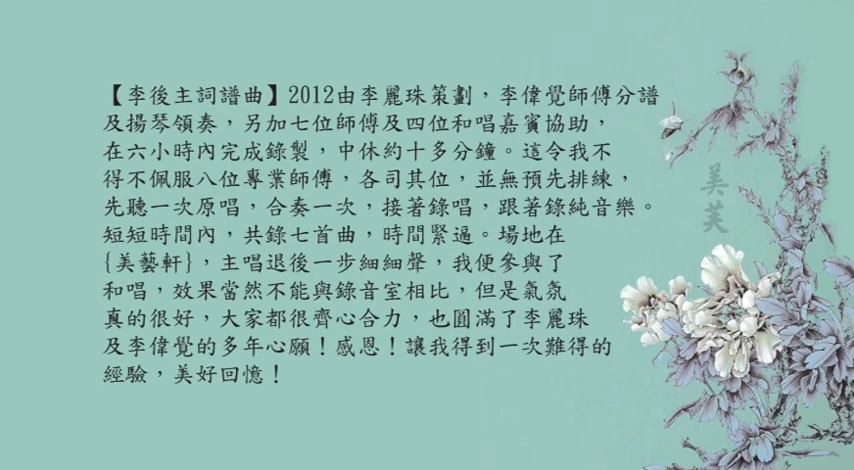 【李後主詞譜曲】2012由李麗珠策劃，李偉覺師傅分譜
及揚琴領奏，另加七位師傅及四位和唱嘉賓協助，
在六小時內完成錄製，中休約十多分鐘。這令我不
得不佩服八位專業師傅，各司其位，並無預先排練，
先聽一次原唱，合奏一次，接著錄唱，跟著錄純音樂。
短短時間內，共錄七首曲，時間緊逼。場地在
{美藝軒}，主唱退後一步細細聲，我便參與了
和唱，效果當然不能與錄音室相比，但是氣氛
真的很好，大家都很齊心合力，也圓滿了李麗珠
及李偉覺的多年心願！感恩！讓我得到一次難得的
經驗，美好回憶！
美芙